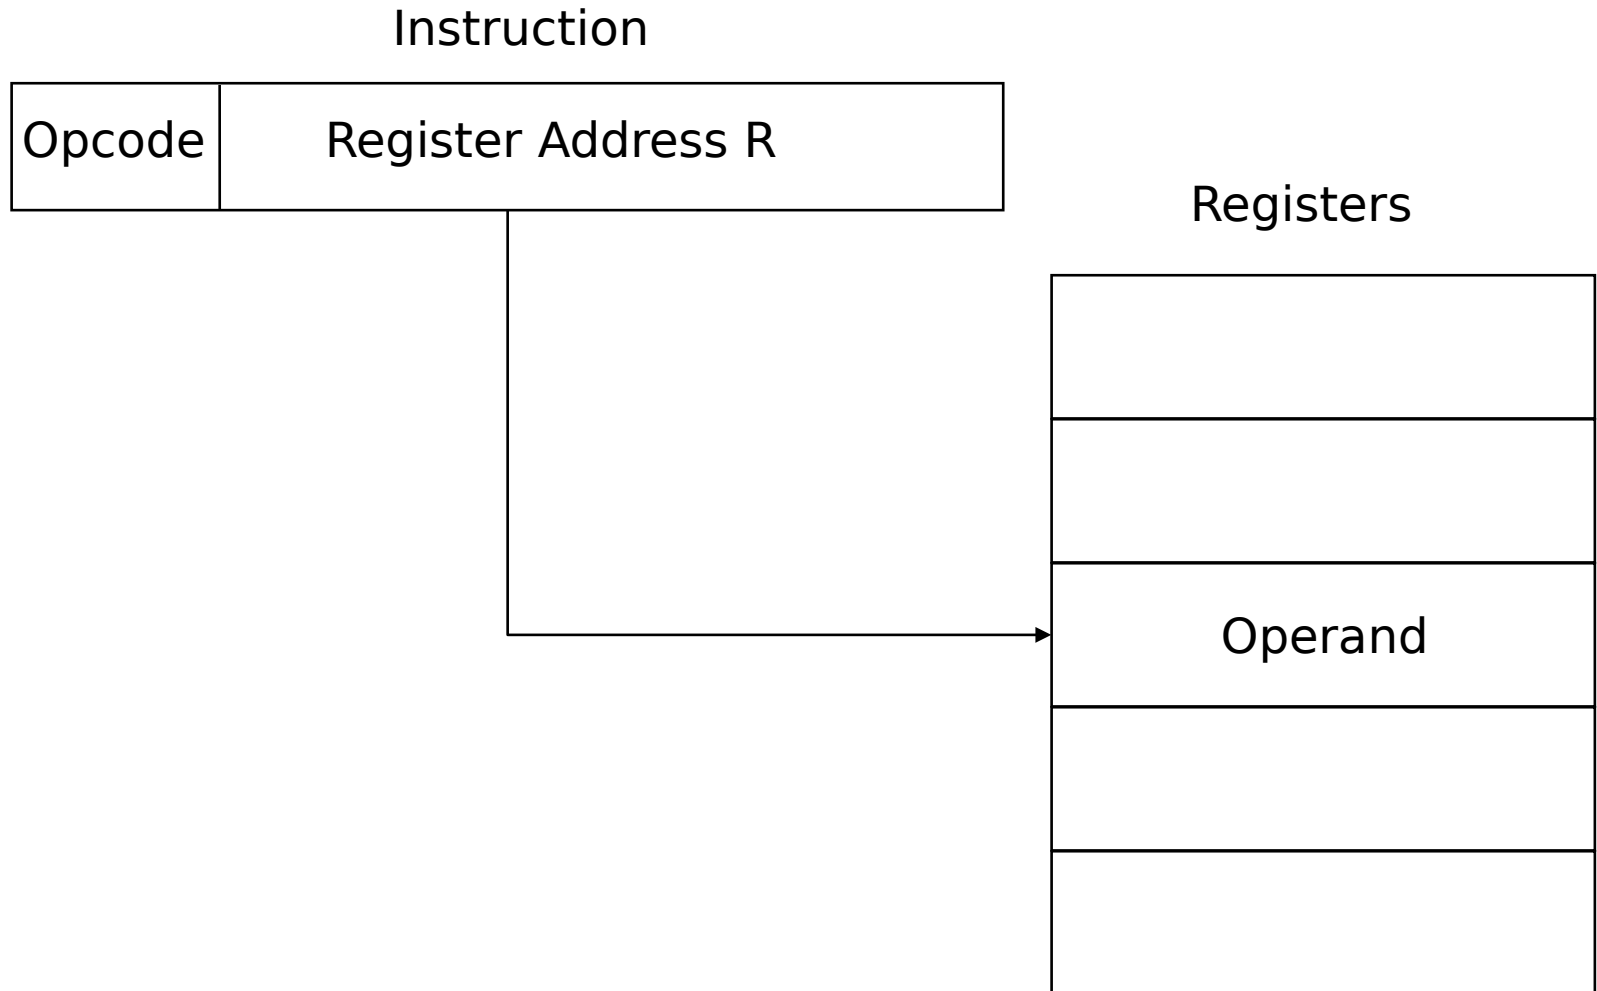 Instruction
Opcode
Register Address R
Registers
Operand